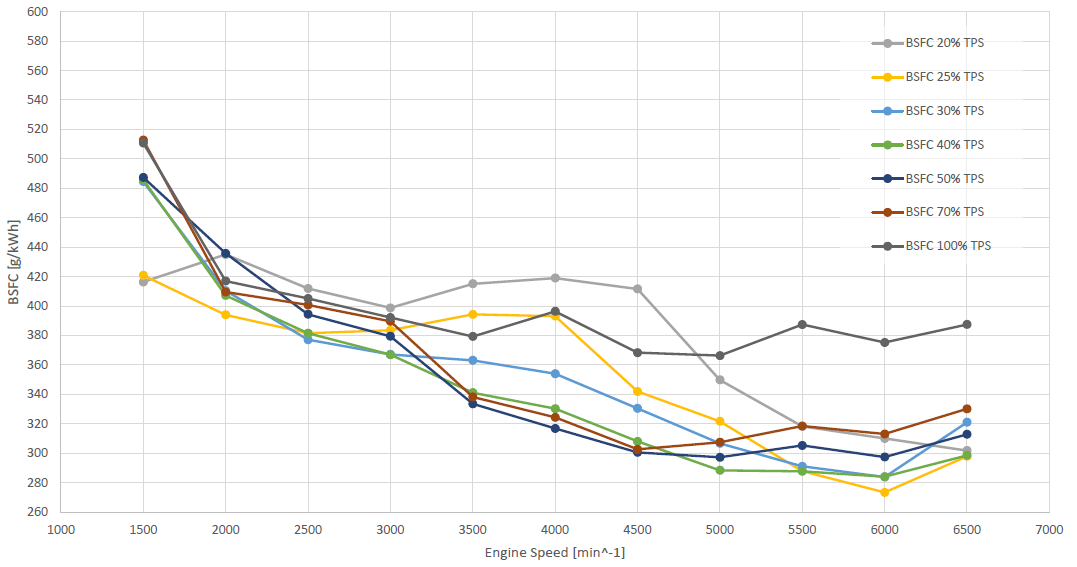 600
580
560
540
520
500
480
460
440
420
400
380
360
340
320
300
280
260
BSFC [g/kWh]
BSFC 20% TPS
BSFC 25% TPS
BSFC 30% TPS
BSFC 40% TPS
BSFC 50% TPS
BSFC 70% TPS
BSFC 100% TPS
1000 1500 2000 2500 3000 3500 4000 4500 5000 5500 6000 6500 7000
Engine Speed [min^-1]